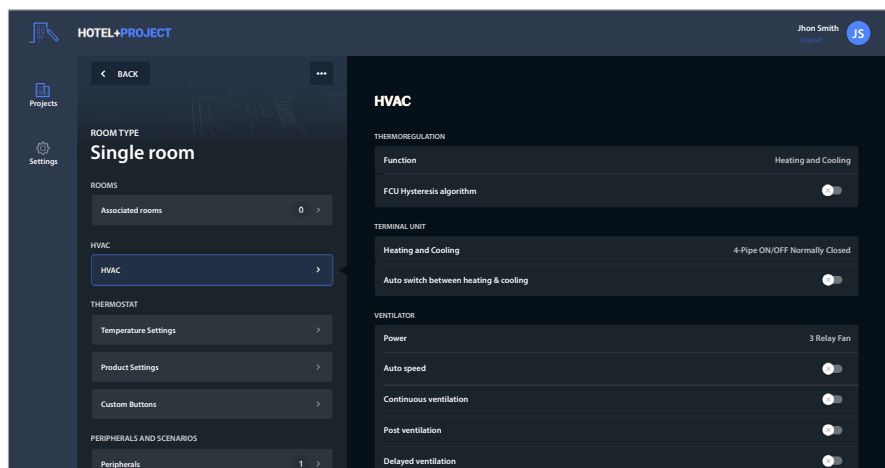 HOTEL+PROJECT
Jhon Smith
Logout
JS
Projects
Settings
BACK
ROOM TYPE
Single room
ROOMS
Associated rooms 0
HVAC
HVAC
THERMOSTAT
Temperature Settings
Product Settings
Custom Buttons
PERIPHERALS AND SCENARIOS
Peripherals 1
HVAC
THERMOREGULATION
Function Heating and Cooling
FCU Hysteresis algorithm
TERMINAL UNIT
Heating and Cooling 4-Pipe ON/OFF Normally Closed
Auto switch between heating & cooling
VENTILATOR
Power 3 Relay Fan
Auto speed
Continuous ventilation
Post ventilation
Delayed ventilation